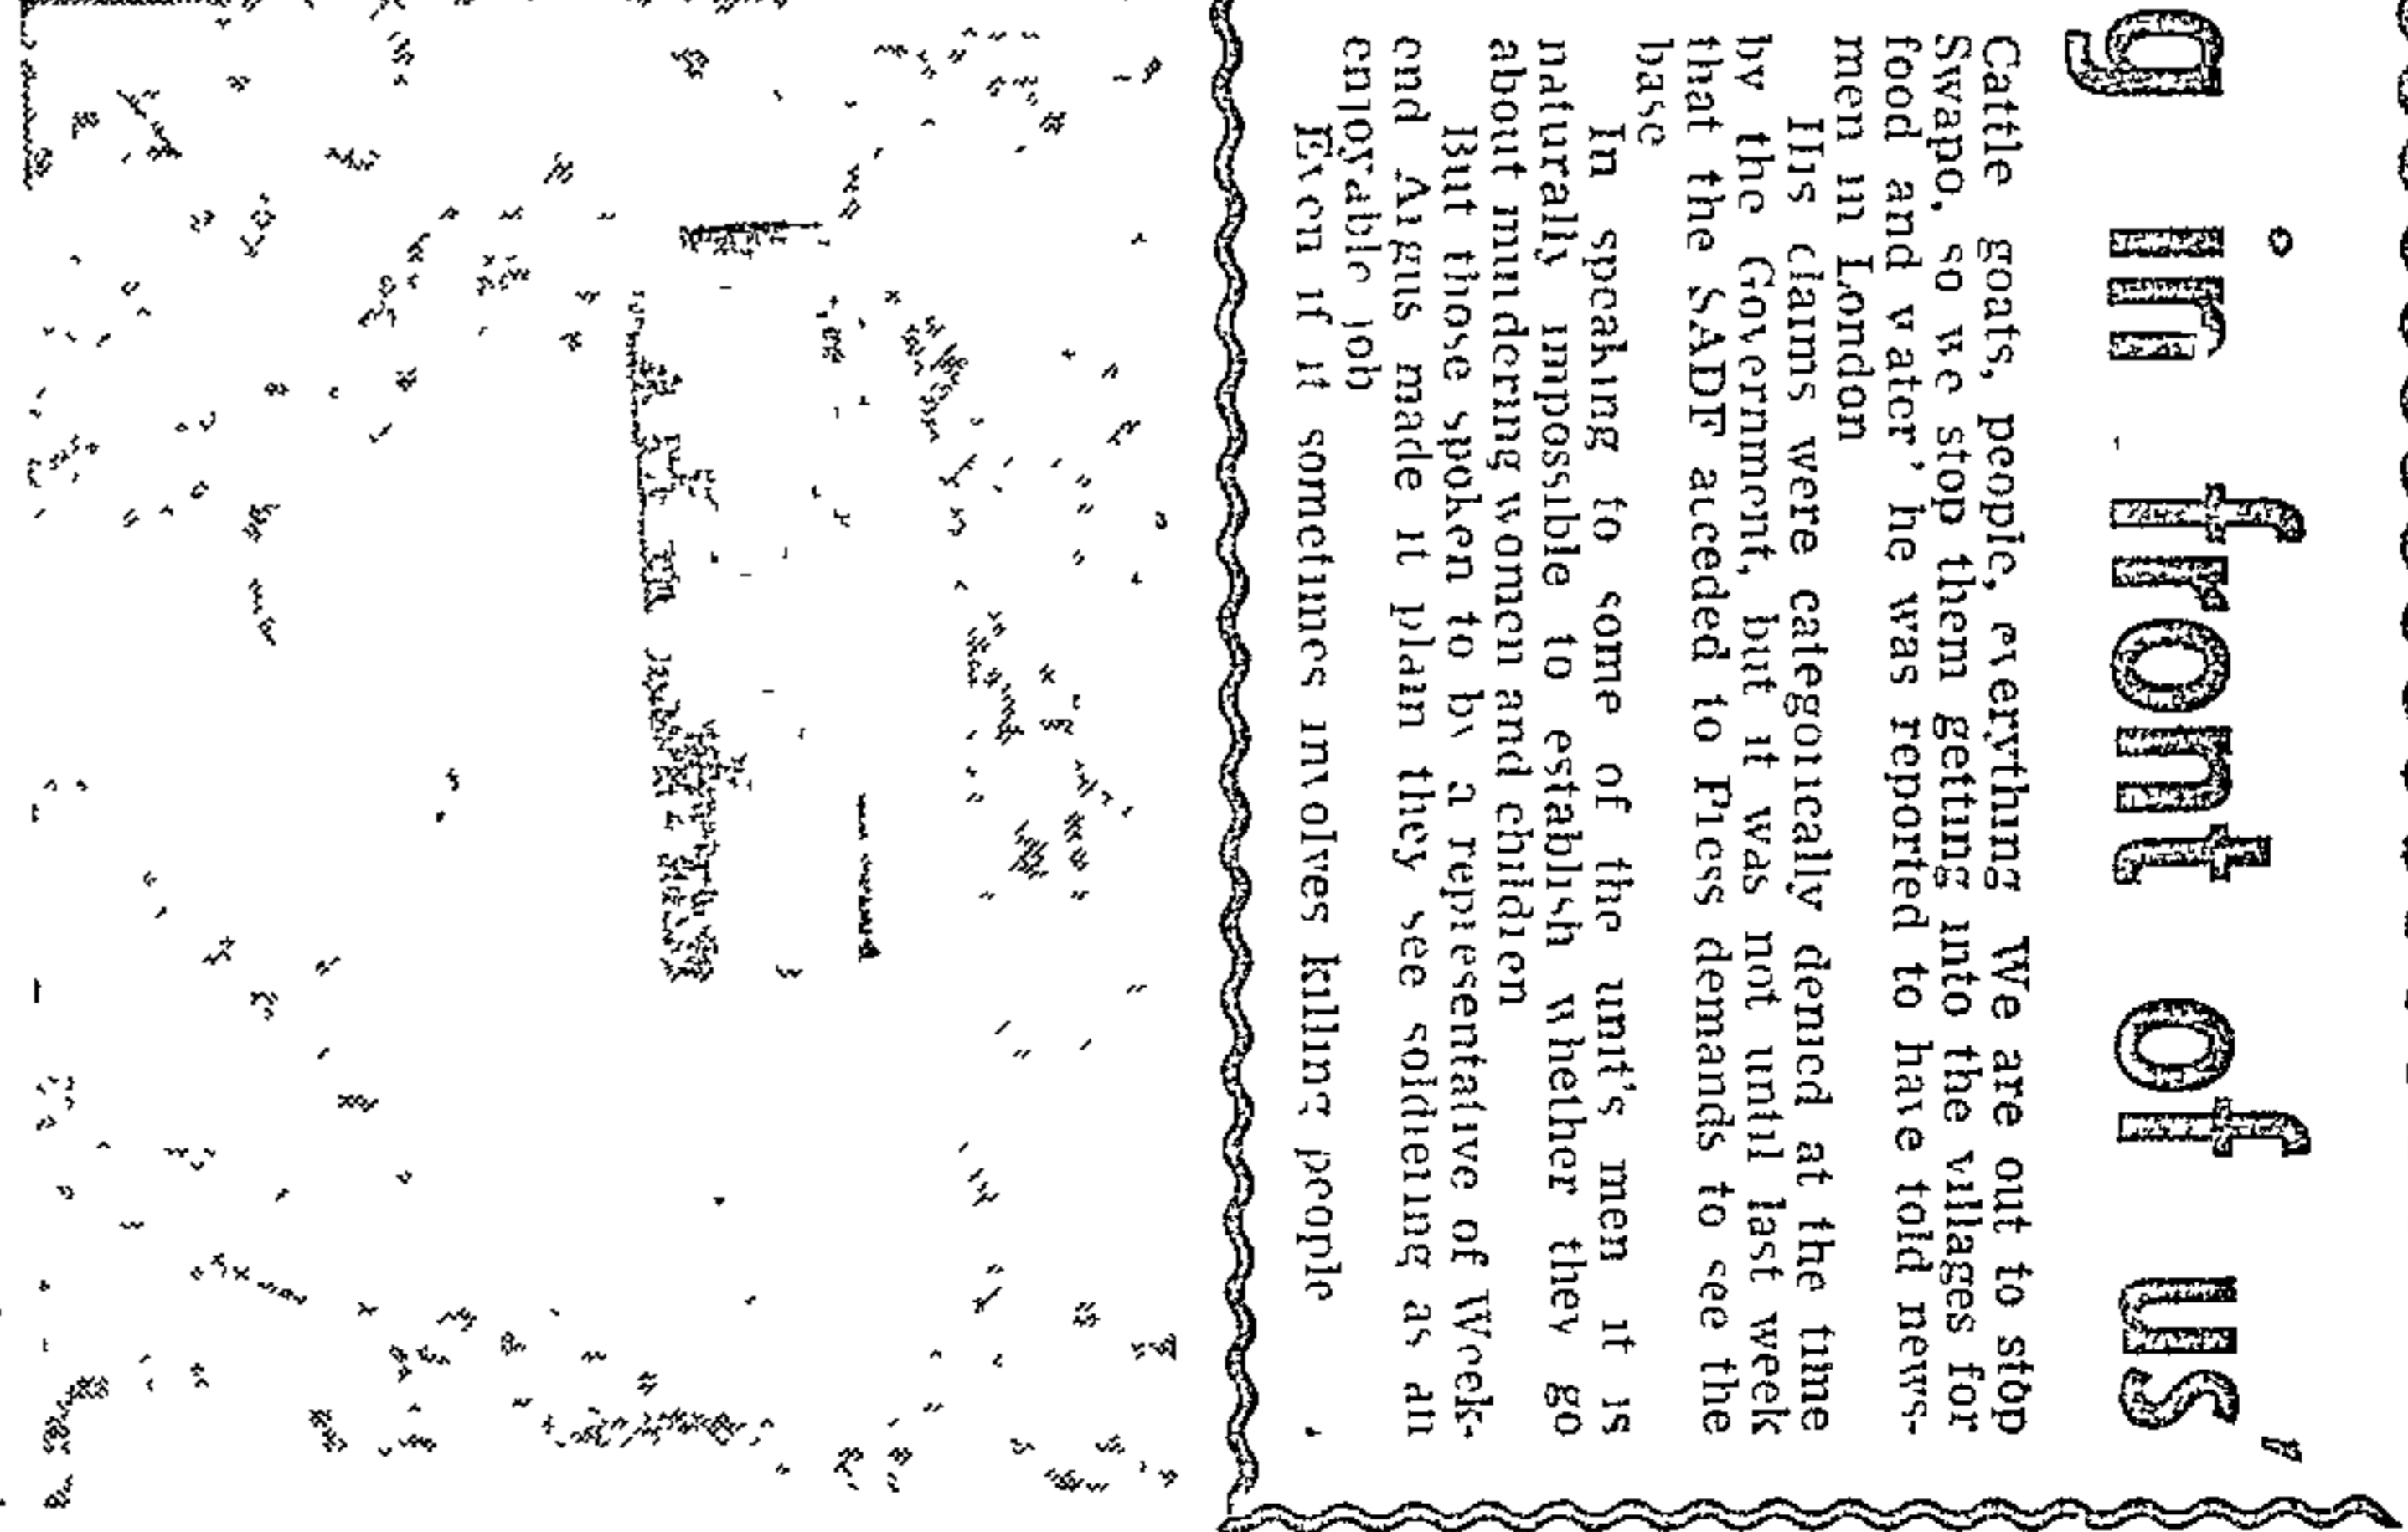 g in front of us’
Cattle goats, people, everything We are out to stop
Swapo, so we stop them getting into the villages for
food and water’ he was reported to have told news-
men in London
His claims were categorically denied at the time
by the Government, but it was not until last week
that the SADF acceded to Press demands to see the
base
In speaking to some of the unit’s men it is
naturally impossible to establish whether they go
about murdering women and children
But those spoken to by a representative of Week-
end Argus made it plain they see soldiering as an
enjoyable job
Even if it sometimes involves killing people